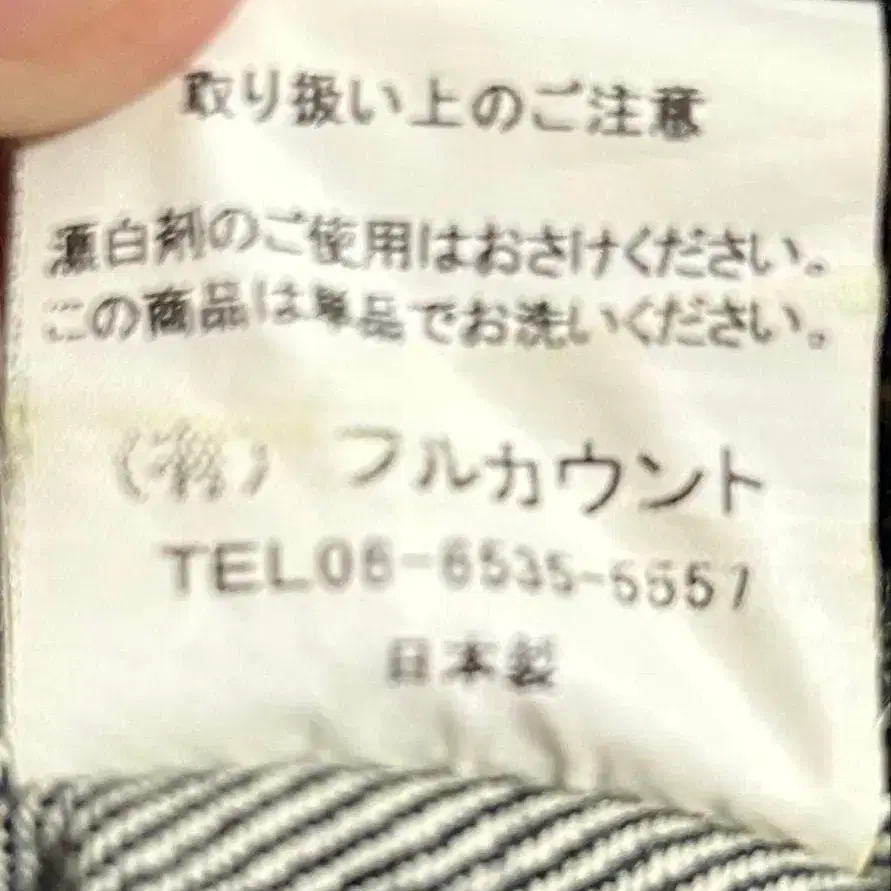 取り扱い上のご注意
漂白剤のご使用はおさけください。
この商品は単品でお洗いください。
フルカウント
TEL06-6535-5557
日本製